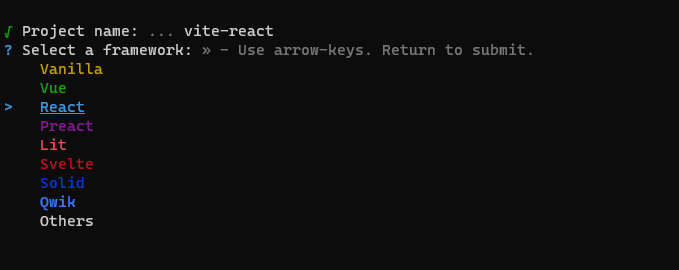 √ Project name: ... vite-react
? Select a framework: » - Use arrow-keys. Return to submit.
Vanilla
Vue
> React
Preact
Lit
Svelte
Solid
Qwik
Others